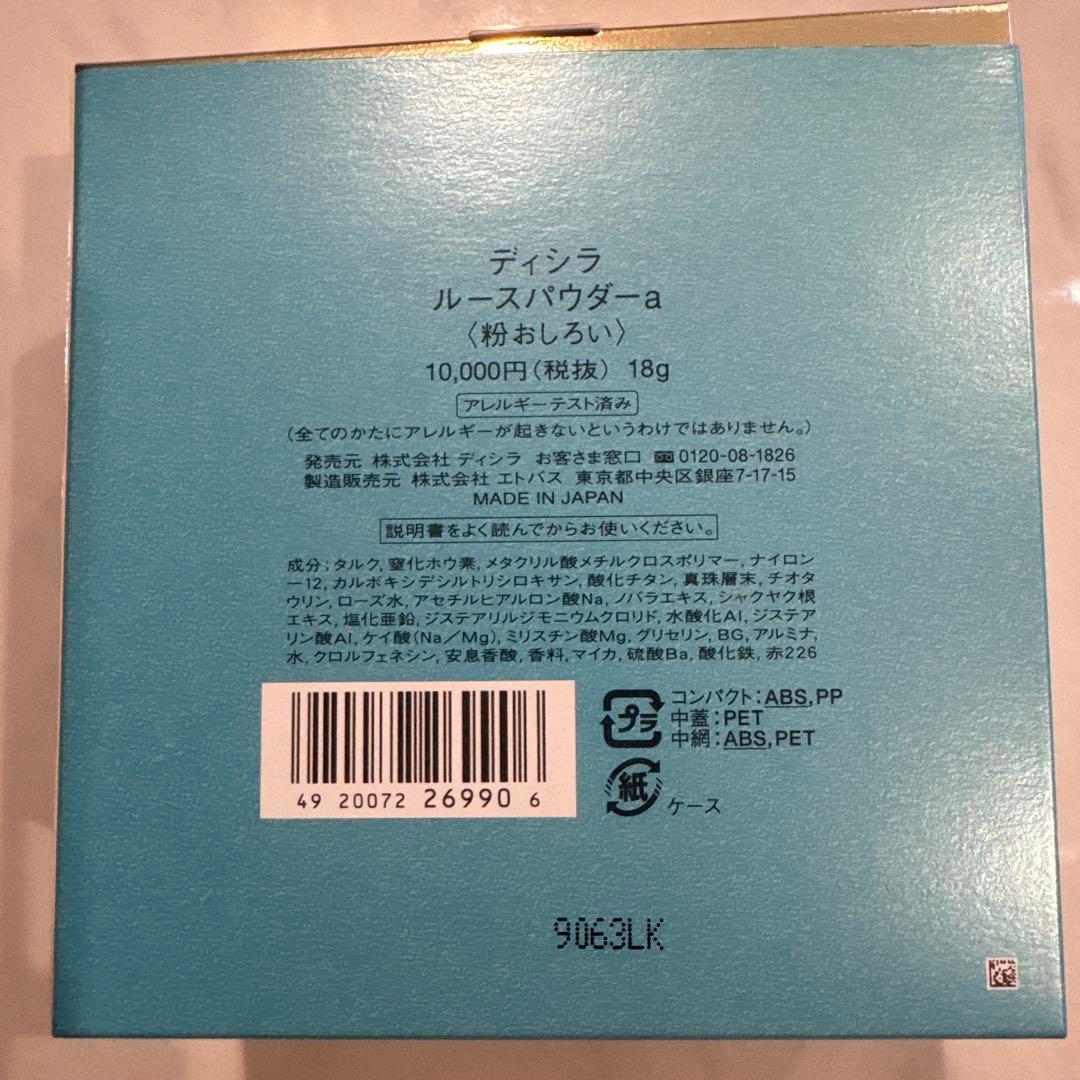 ディシラ
ルースパウダーa
〈粉おしろい〉
10,000円(税抜) 18g
アレルギーテスト済み
(全てのかたにアレルギーが起きないというわけではありません。)
発売元 株式会社 ディシラ お客さま窓口 0120-08-1826
製造販売元 株式会社 エトバス 東京都中央区銀座7-17-15
MADE IN JAPAN
説明書をよく読んでからお使いください。
成分;タルク, 窒化ホウ素, メタクリル酸メチルクロスポリマー, ナイロン
ー12, カルボキシデシルトリシロキサン, 酸化チタン, 真珠層末, チオタ
ウリン, ローズ水, アセチルヒアルロン酸Na, ノバラエキス, シャクヤク根
エキス, 塩化亜鉛, ジステアリルジモニウムクロリド, 水酸化Al, ジステア
リン酸Al, ケイ酸(Na/Mg), ミリスチン酸Mg, グリセリン, BG, アルミナ,
水, クロルフェネシン, 安息香酸, 香料, マイカ, 硫酸Ba, 酸化鉄, 赤226
49 20072 26990 6
プラ
コンパクト:ABS,PP
中蓋:PET
中網:ABS,PET
紙
ケース
9063LK